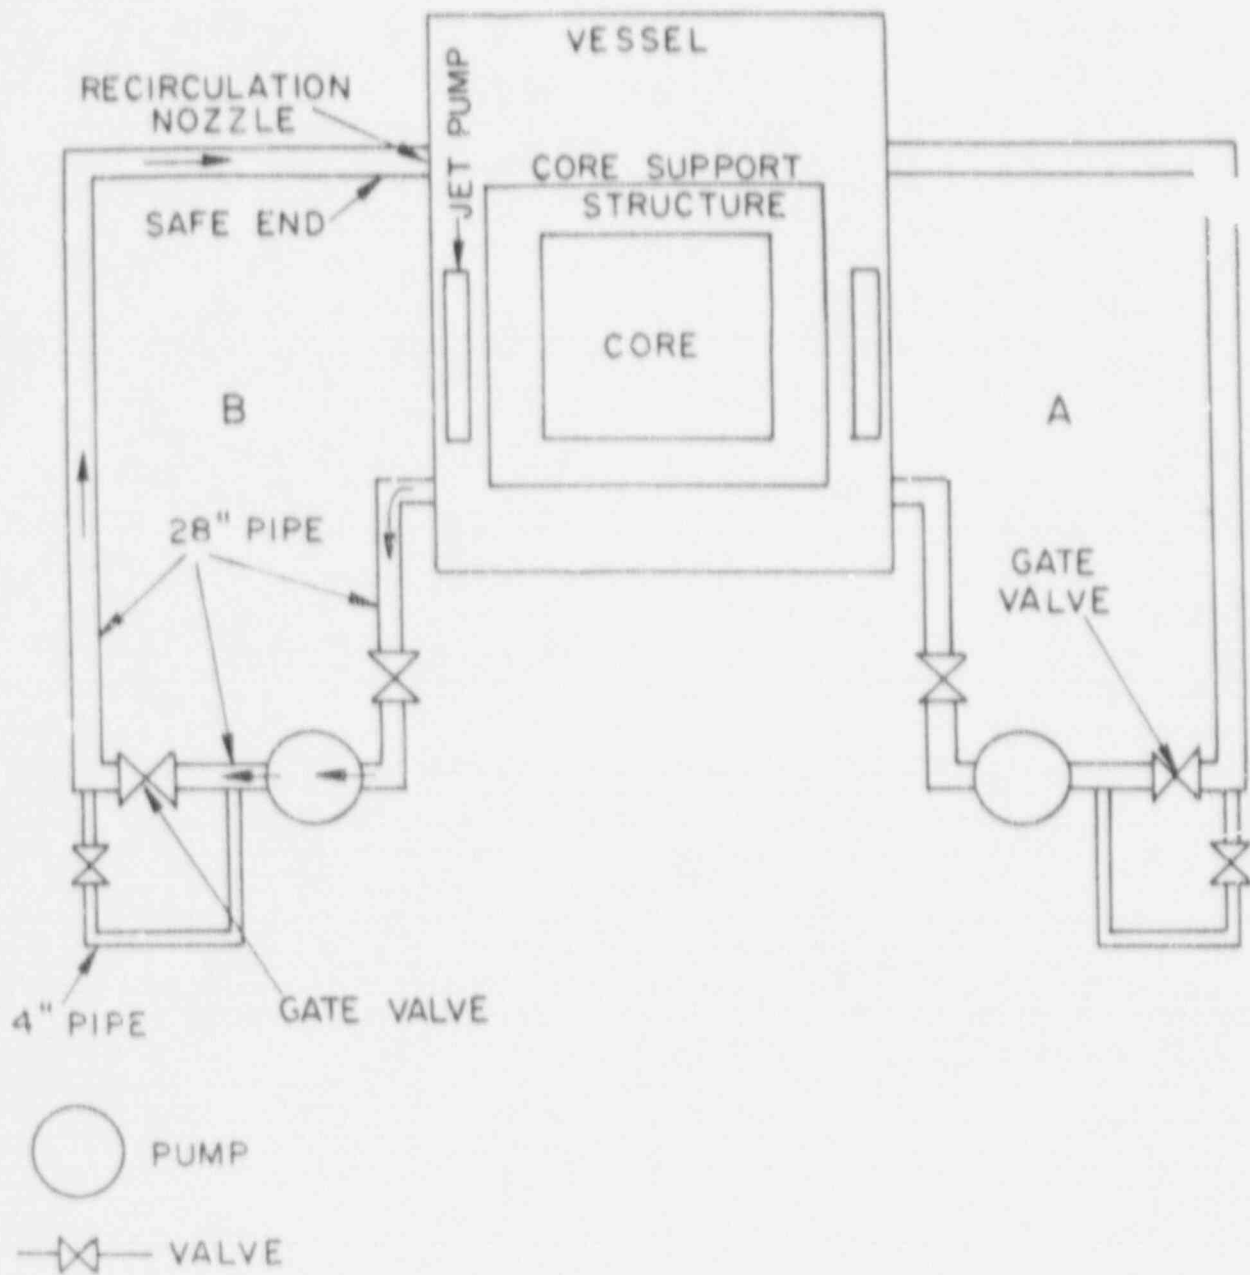 VESSEL
RECIRCULATION
NOZZLE
JET PUMP
CORE SUPPORT
STRUCTURE
SAFE END
CORE
B
A
28" PIPE
GATE
VALVE
4" PIPE
GATE VALVE
PUMP
VALVE